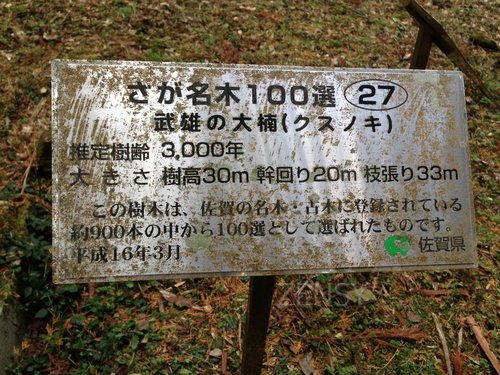 さが名木100選 27
武雄の大楠(クスノキ)
推定樹齢 3,000年
大きさ 樹高30m 幹回り20m 枝張り33m
この樹木は、佐賀の名木・古木に登録されている
約900本の中から100選として選ばれたものです。
平成16年3月 佐賀県